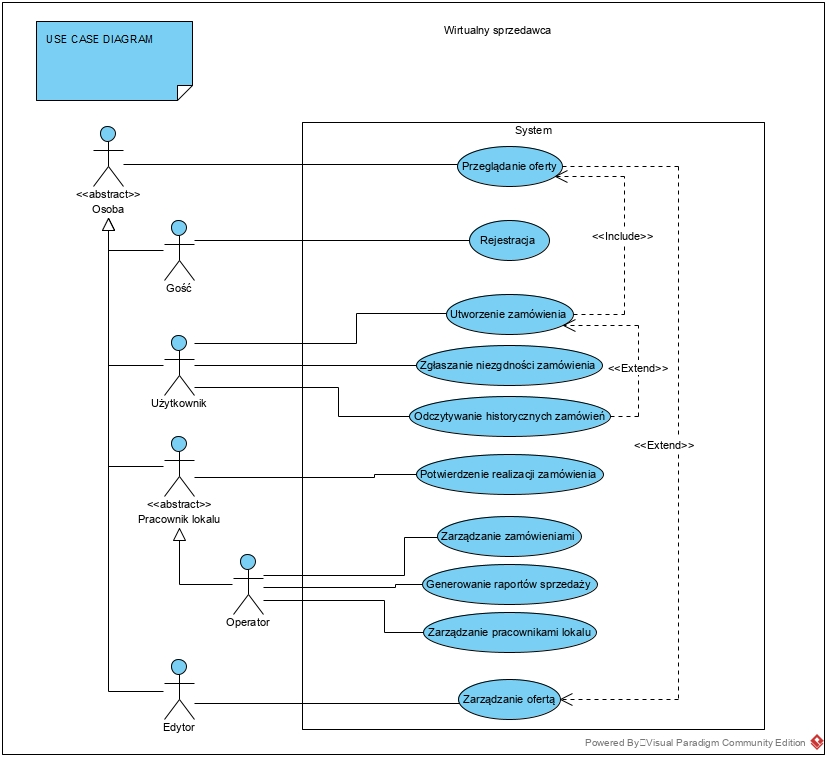 Wirtualny sprzedawca
USE CASE DIAGRAM
System
Przeglądanie oferty
<<abstract>>
Osoba
<<Include>>
Rejestracja
Gość
Utworzenie zamówienia
Zgłaszanie niezgdności zamówienia
<<Extend>>
Użytkownik
Odczytywanie historycznych zamówień
<<Extend>>
Potwierdzenie realizacji zamówienia
<<abstract>>
Pracownik lokalu
Zarządzanie zamówieniami
Generowanie raportów sprzedaży
Operator
Zarządzanie pracownikami lokalu
Zarządzanie ofertą
Edytor
Powered By Visual Paradigm Community Edition